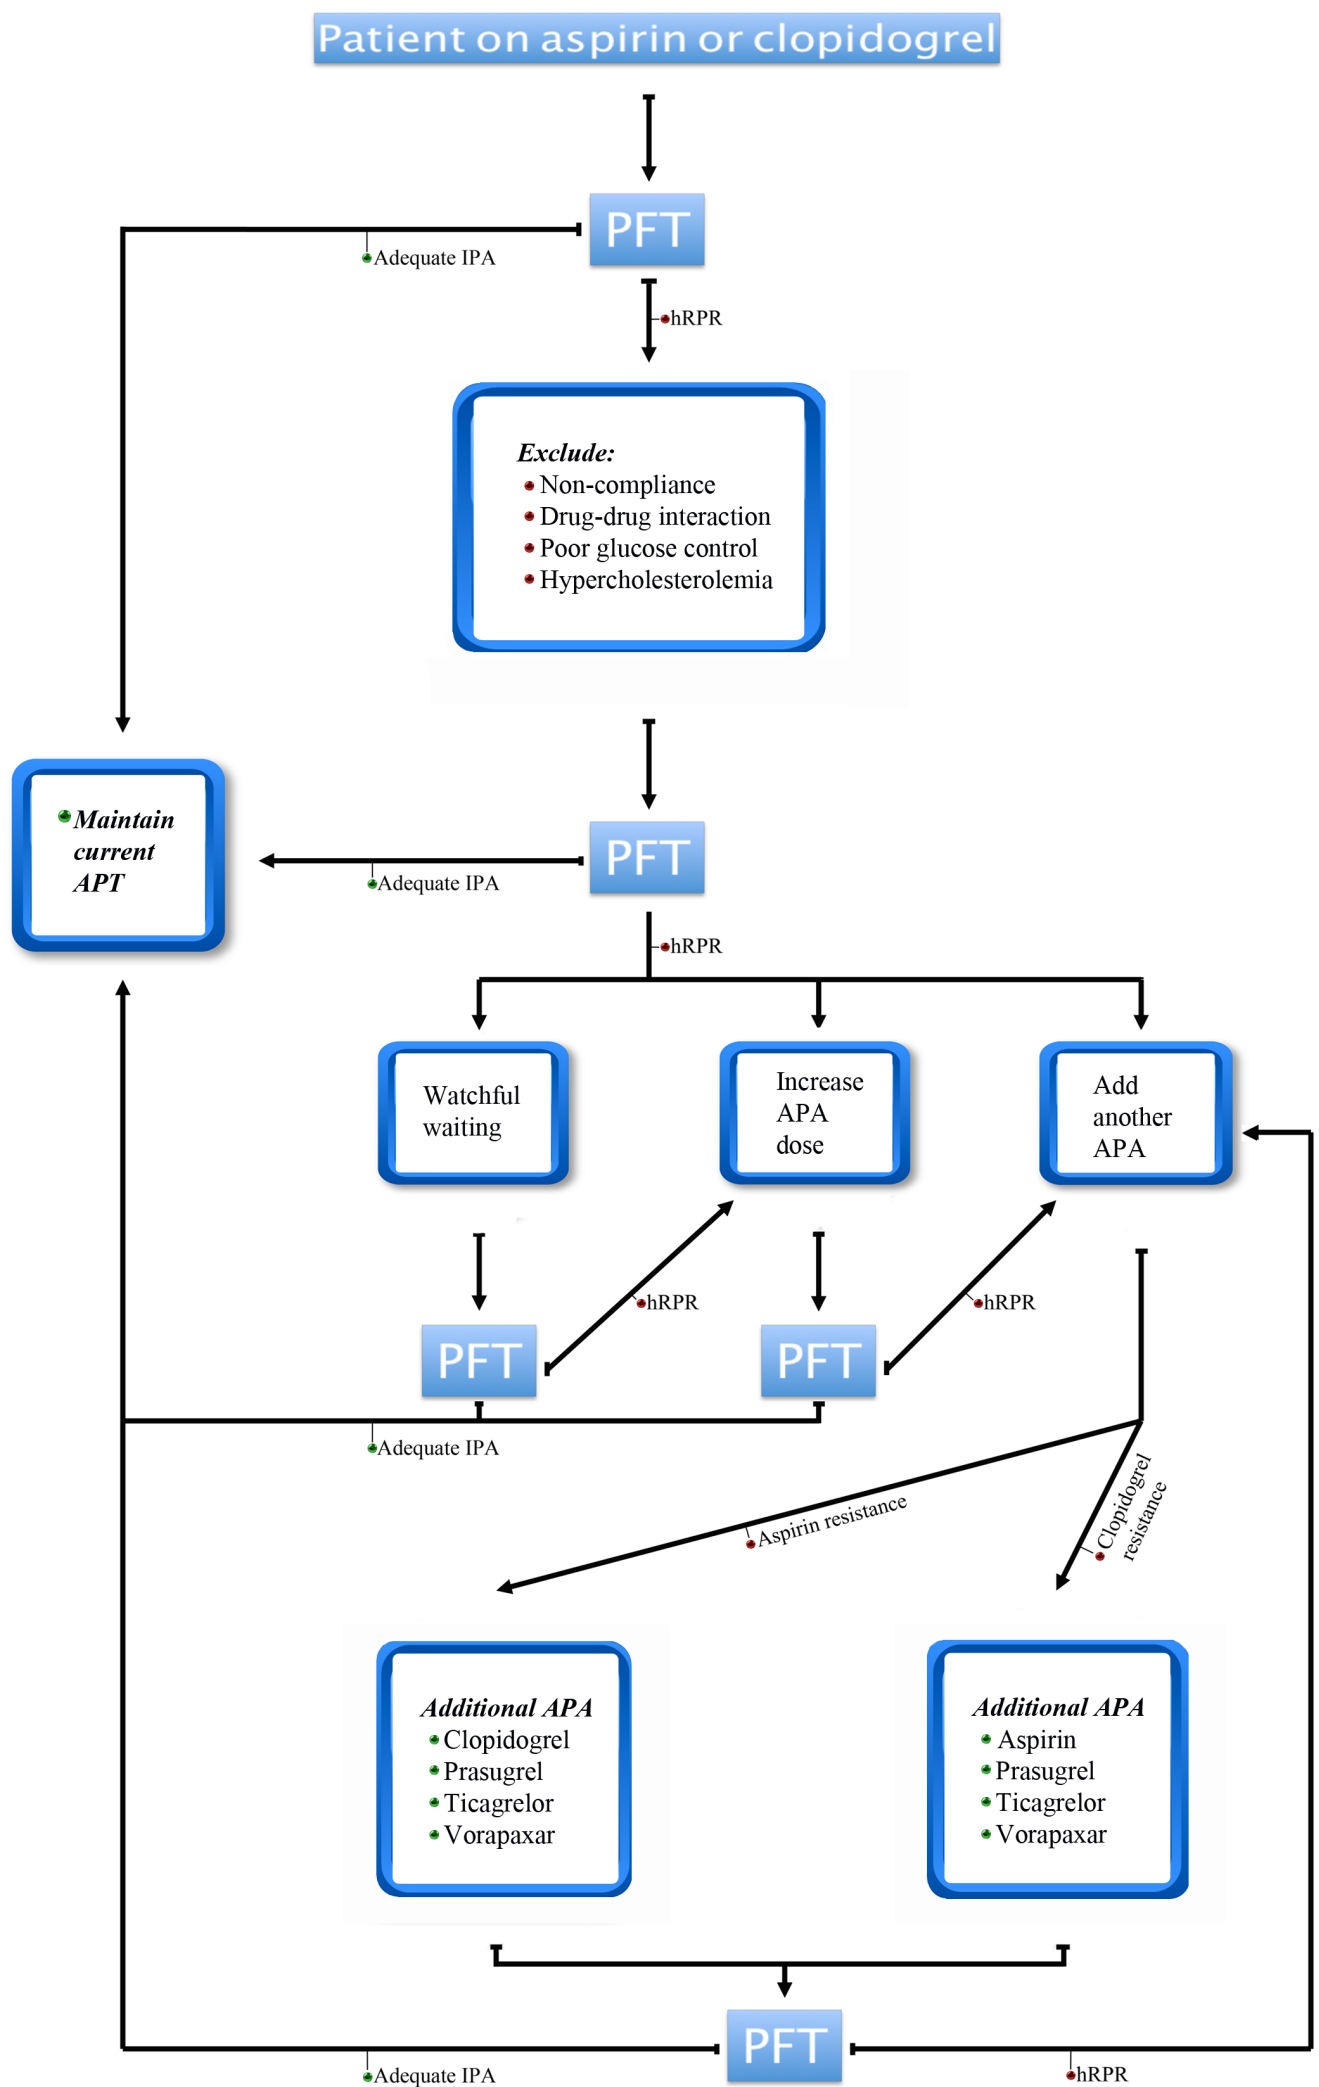 Patient on aspirin or clopidogrel
PFT
Adequate IPA
hRPR
Exclude:
Non-compliance
Drug-drug interaction
Poor glucose control
Hypercholesterolemia
Maintain
current
APT
PFT
Adequate IPA
hRPR
Watchful
waiting
Increase
APA
dose
Add
another
APA
hRPR
hRPR
PFT
PFT
Adequate IPA
Aspirin resistance
Clopidogrel
resistance
Additional APA
Clopidogrel
Prasugrel
Ticagrelor
Vorapaxar
Additional APA
Aspirin
Prasugrel
Ticagrelor
Vorapaxar
PFT
Adequate IPA
hRPR